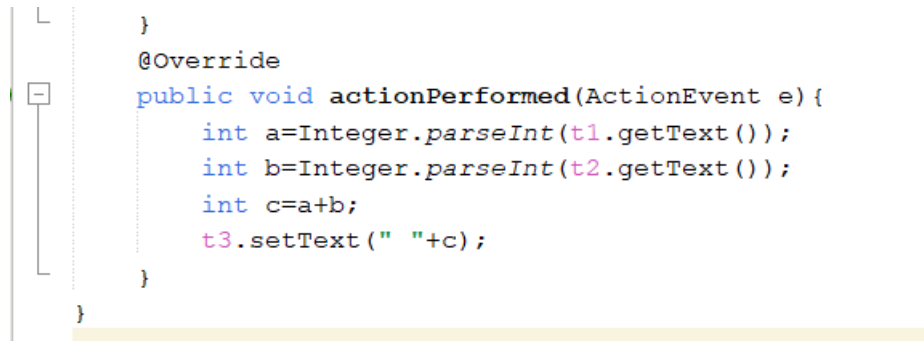 }
@Override
public void actionPerformed(ActionEvent e){
int a=Integer.parseInt(t1.getText());
int b=Integer.parseInt(t2.getText());
int c=a+b;
t3.setText(" "+c);
}
}